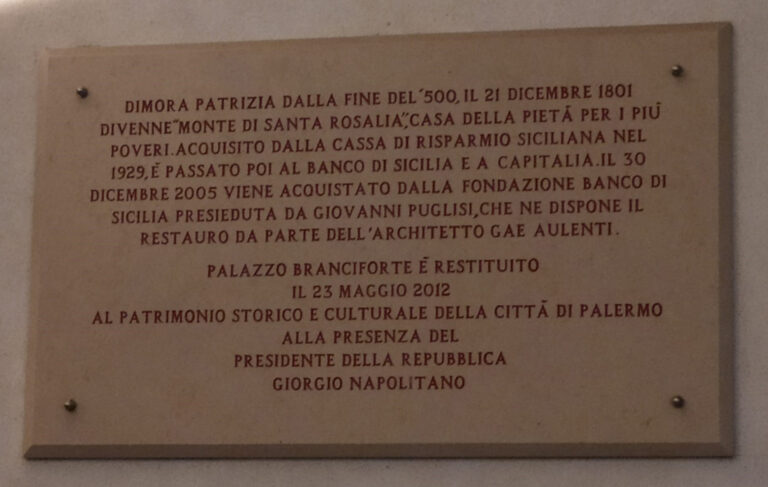 DIMORA PATRIZIA DALLA FINE DEL '500, IL 21 DICEMBRE 1801
DIVENNE "MONTE DI SANTA ROSALIA", CASA DELLA PIETÁ PER I PIÚ
POVERI. ACQUISITO DALLA CASSA DI RISPARMIO SICILIANA NEL
1929, É PASSATO POI AL BANCO DI SICILIA E A CAPITALIA. IL 30
DICEMBRE 2005 VIENE ACQUISTATO DALLA FONDAZIONE BANCO DI
SICILIA PRESIEDUTA DA GIOVANNI PUGLISI, CHE NE DISPONE IL
RESTAURO DA PARTE DELL'ARCHITETTO GAE AULENTI.
PALAZZO BRANCIFORTE É RESTITUITO
IL 23 MAGGIO 2012
AL PATRIMONIO STORICO E CULTURALE DELLA CITTÁ DI PALERMO
ALLA PRESENZA DEL
PRESIDENTE DELLA REPUBBLICA
GIORGIO NAPOLITANO